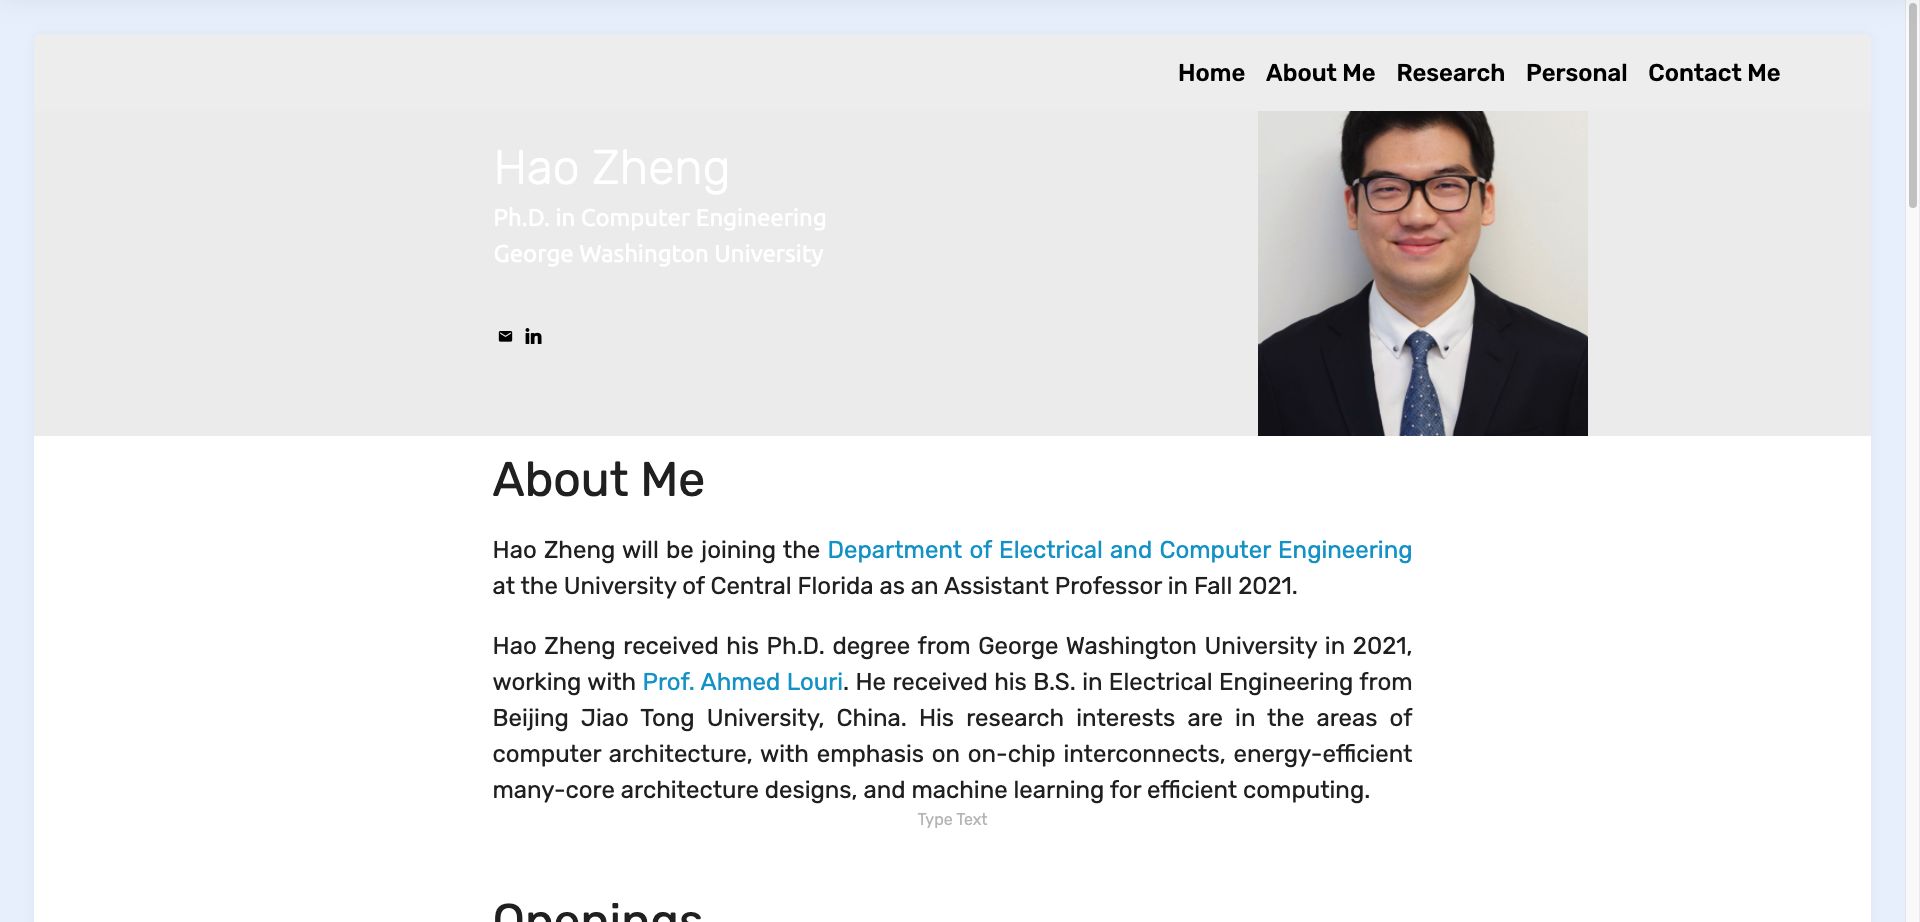 Home About Me Research Personal Contact Me
Hao Zheng
Ph.D. in Computer Engineering
George Washington University
in
About Me
Hao Zheng will be joining the Department of Electrical and Computer Engineering
at the University of Central Florida as an Assistant Professor in Fall 2021.
Hao Zheng received his Ph.D. degree from George Washington University in 2021,
working with Prof. Ahmed Louri. He received his B.S. in Electrical Engineering from
Beijing Jiao Tong University, China. His research interests are in the areas of
computer architecture, with emphasis on on-chip interconnects, energy-efficient
many-core architecture designs, and machine learning for efficient computing.
Type Text
Openings